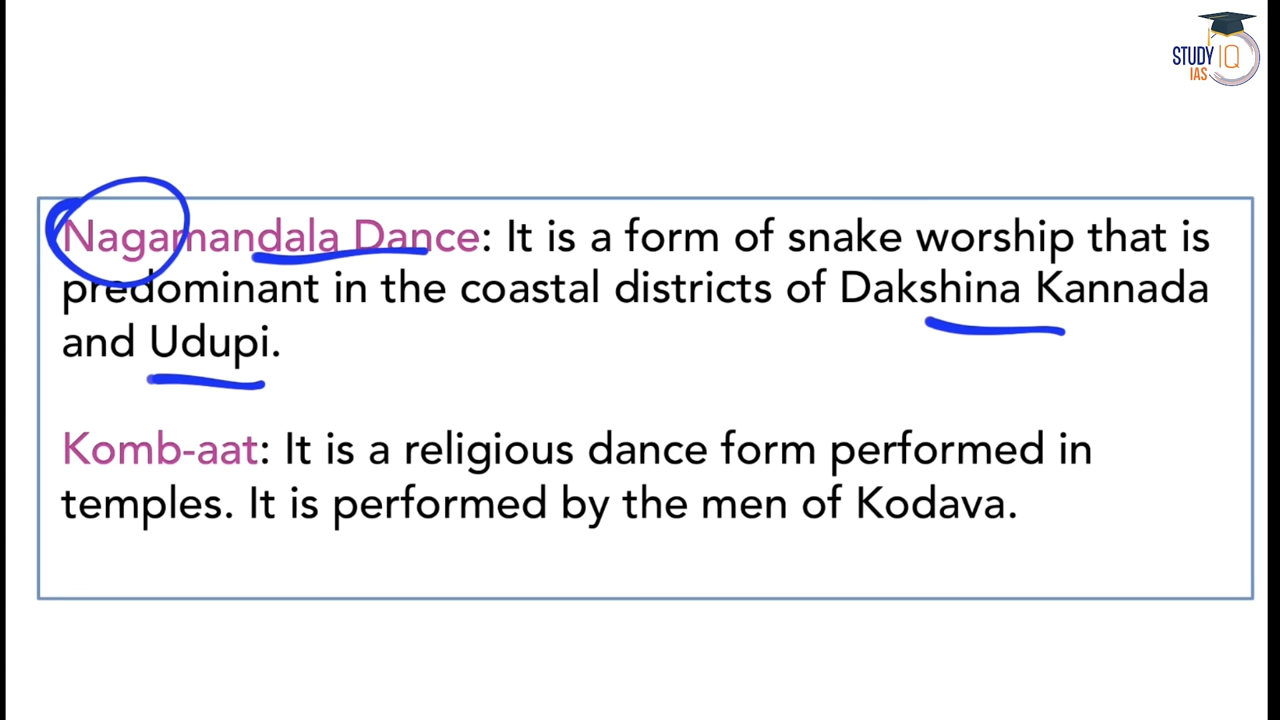 STUDY IQ
IAS
Nagamandala Dance: It is a form of snake worship that is
predominant in the coastal districts of Dakshina Kannada
and Udupi.
Komb-aat: It is a religious dance form performed in
temples. It is performed by the men of Kodava.